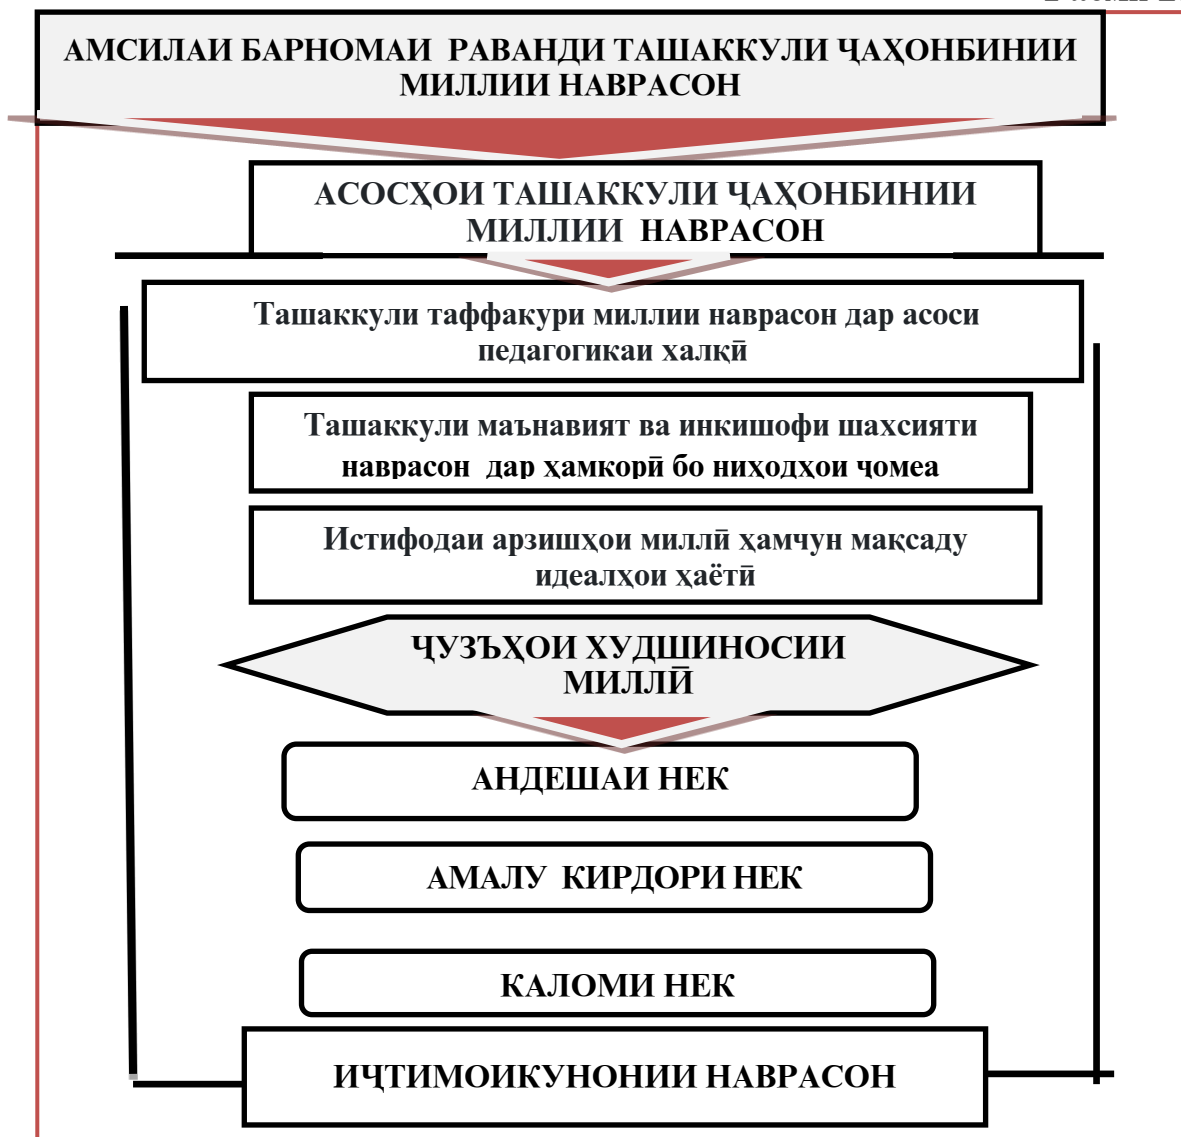 АМСИЛАИ БАРНОМАИ РАВАНДИ ТАШАККУЛИ ҶАҲОНБИНИИ
МИЛЛИИ НАВРАСОН
АСОСҲОИ ТАШАККУЛИ ҶАҲОНБИНИИ
МИЛЛИИ НАВРАСОН
Ташаккули таффакури миллии наврасон дар асоси
педагогикаи халқӣ
Ташаккули маънавият ва инкишофи шахсияти
наврасон дар ҳамкорӣ бо ниҳодҳои ҷомеа
Истифодаи арзишҳои миллӣ ҳамчун мақсаду
идеалҳои ҳаётӣ
ҶУЗЪҲОИ ХУДШИНОСИИ
МИЛЛӢ
АНДЕШАИ НЕК
АМАЛУ КИРДОРИ НЕК
КАЛОМИ НЕК
ИҶТИМОИКУНОНИИ НАВРАСОН